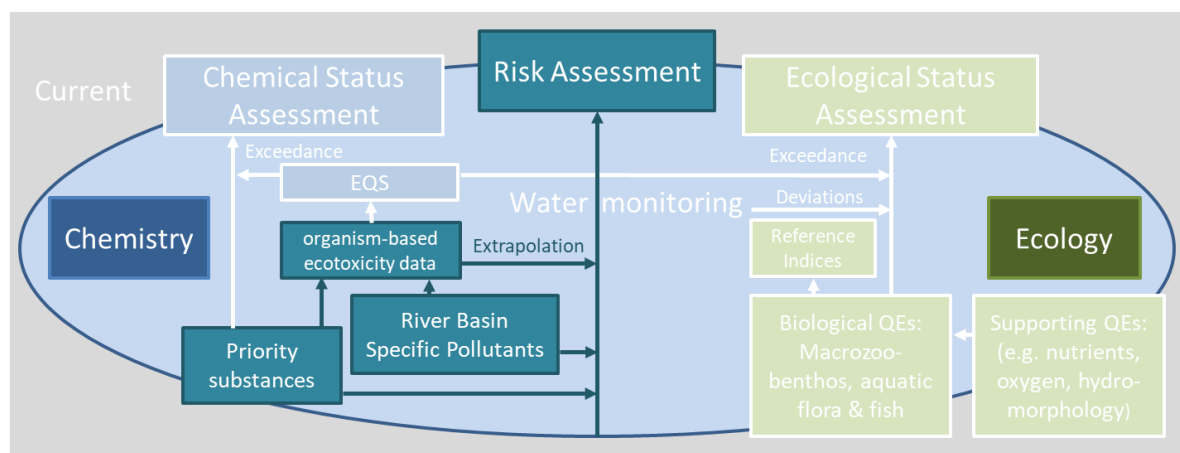 Current
Chemical Status
Assessment
Risk Assessment
Ecological Status
Assessment
Exceedance
Exceedance
EQS
Water monitoring
Deviations
Chemistry
organism-based
ecotoxicity data
Extrapolation
Reference
Indices
Ecology
River Basin
Specific Pollutants
Priority
substances
Biological QEs:
Macrozoo-
benthos, aquatic
flora & fish
Supporting QEs:
(e.g. nutrients,
oxygen, hydro-
morphology)